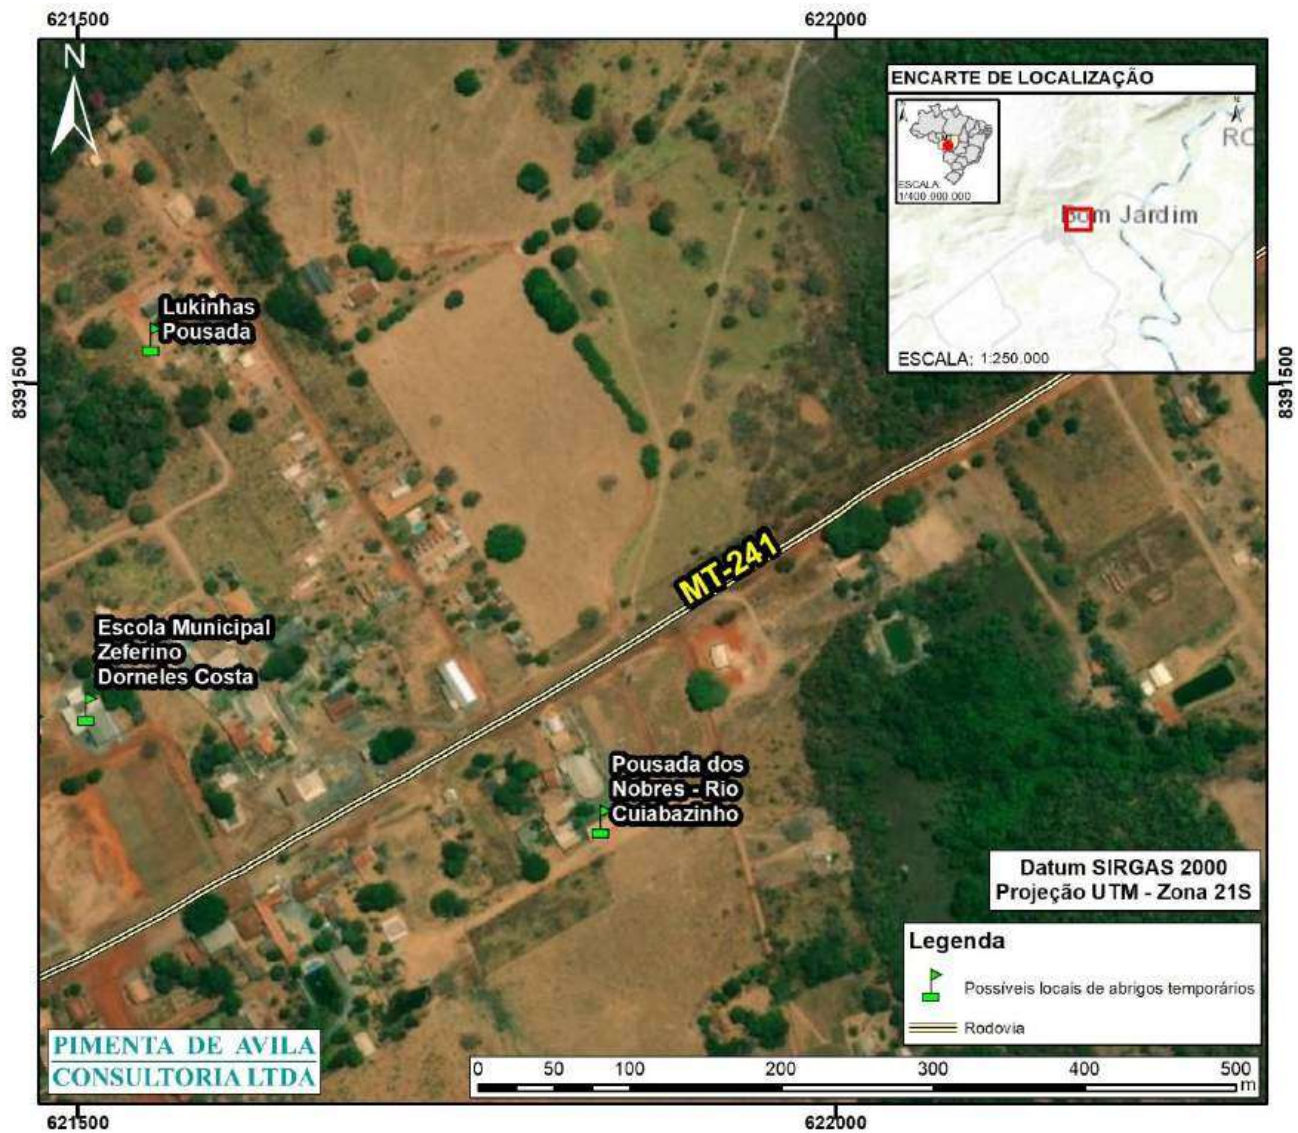 621500
622000
N
ENCARTE DE LOCALIZAÇÃO
RO
ESCALA:
1/400.000.000
Bom Jardim
ESCALA: 1:250.000
Lukinhas
Pousada
8391500
8391500
MT-241
Escola Municipal
Zeferino
Dorneles Costa
Pousada dos
Nobres - Rio
Cuiabazinho
Datum SIRGAS 2000
Projeção UTM - Zona 21S
Legenda
Possíveis locais de abrigos temporários
Rodovia
PIMENTA DE AVILA
CONSULTORIA LTDA
0 50 100 200 300 400 500
m
621500
622000